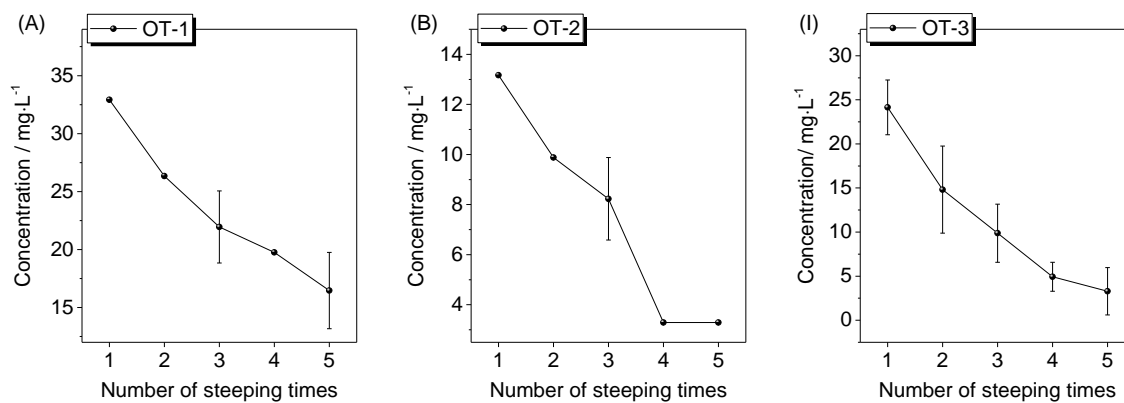 (A)
OT-1
Concentration / mg·L⁻¹
35
30
25
20
15
1 2 3 4 5
Number of steeping times
(B)
OT-2
Concentration / mg·L⁻¹
14
12
10
8
6
4
1 2 3 4 5
Number of steeping times
(I)
OT-3
Concentration/ mg·L⁻¹
30
25
20
15
10
5
0
1 2 3 4 5
Number of steeping times